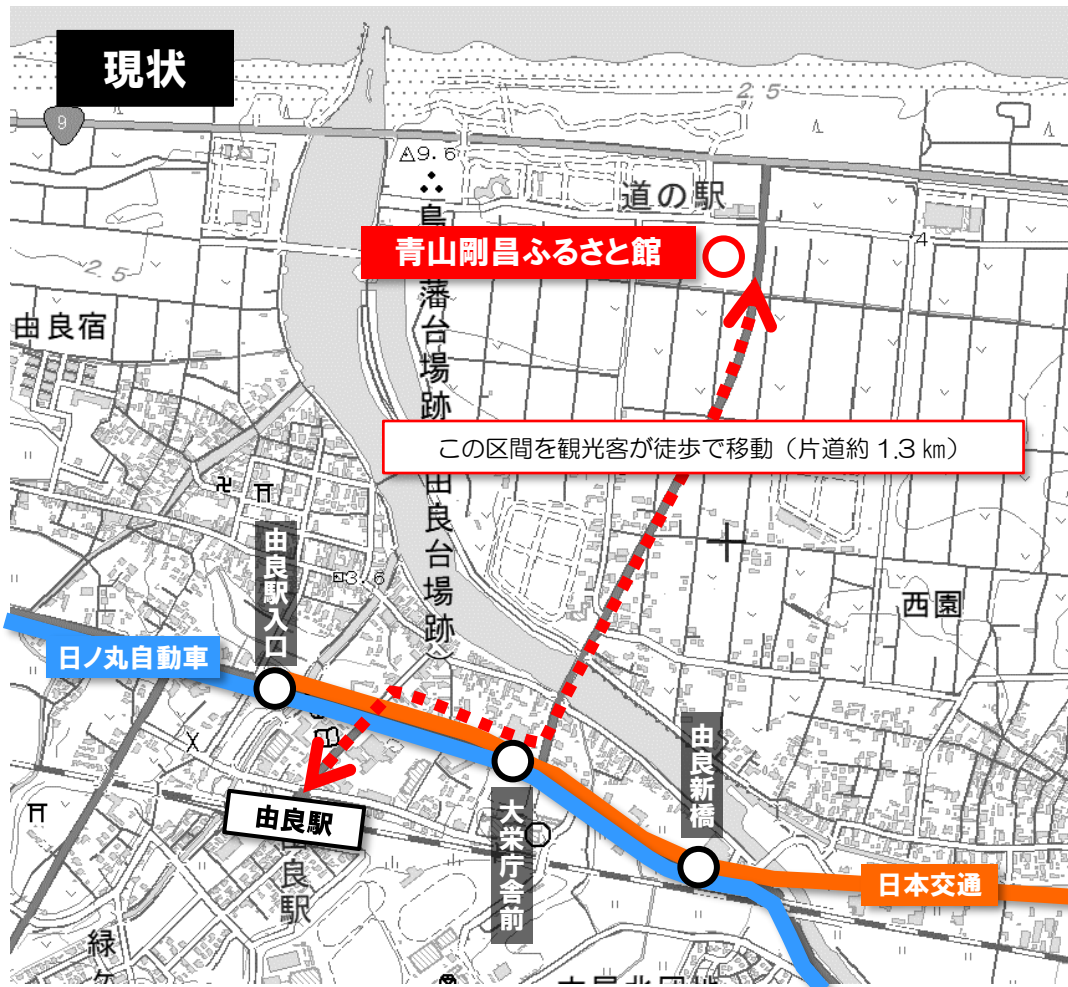 現状
9
2.5
9.6
道の駅
4
青山剛昌ふるさと館
2.5
由良宿
鳥
藩台場跡
由良台場跡
この区間を観光客が徒歩で移動（片道約 1.3 ㎞）
3.6
由良駅入口
西園
日ノ丸自動車
由良新橋
由良駅
由良駅
大栄庁舎前
日本交通
緑ケ